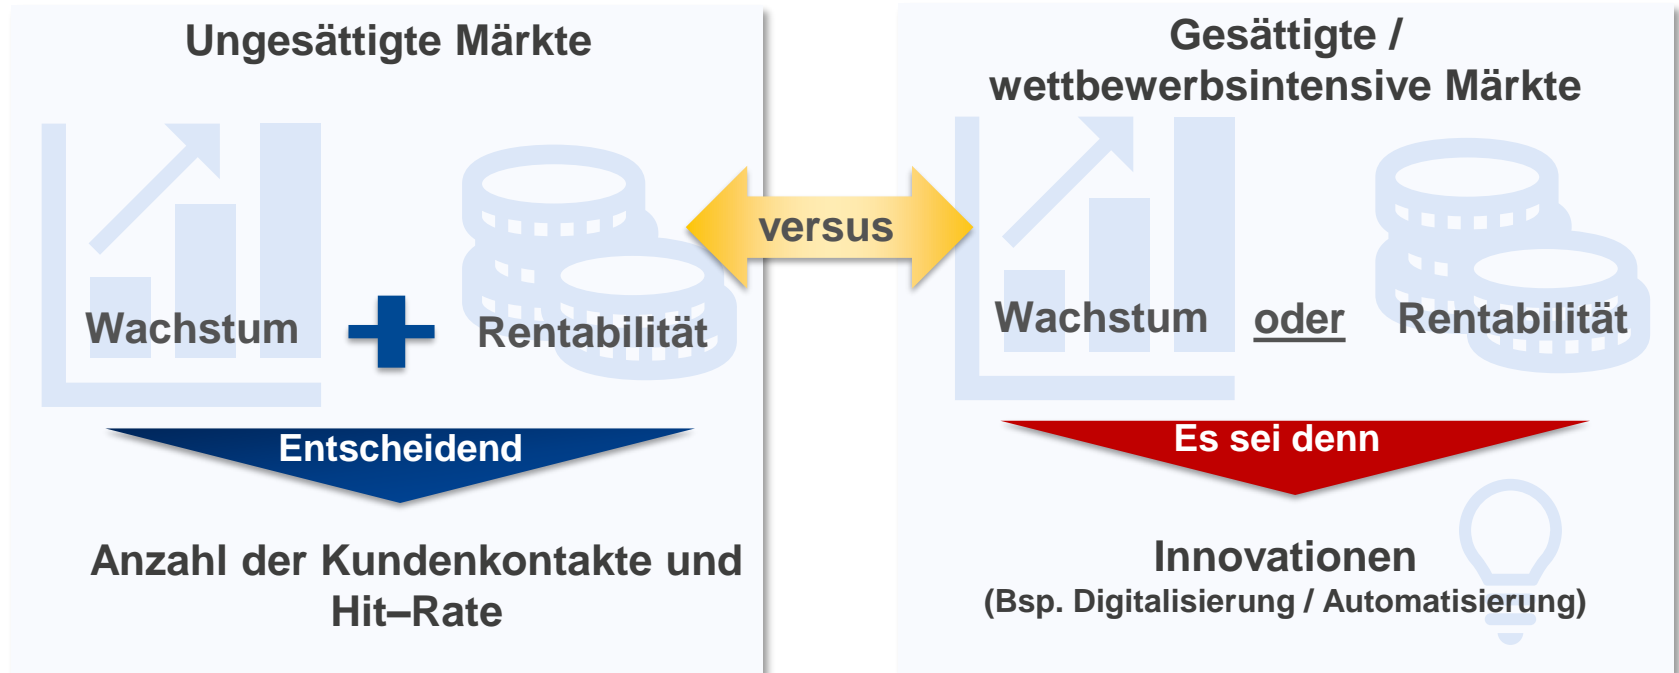 Ungesättigte Märkte
Wachstum
Rentabilität
Entscheidend
Anzahl der Kundenkontakte und
Hit–Rate
versus
Gesättigte /
wettbewerbsintensive Märkte
Wachstum oder Rentabilität
Es sei denn
Innovationen
(Bsp. Digitalisierung / Automatisierung)